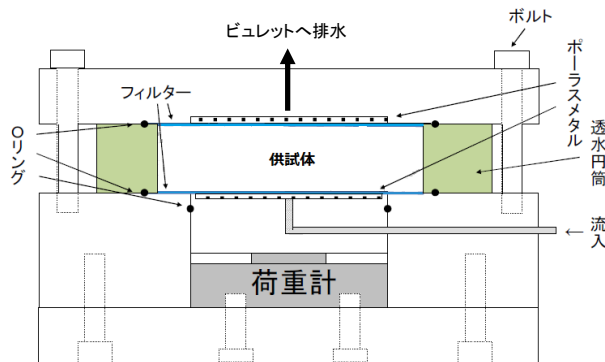 ビュレットへ排水
ボルト
フィルター
ポーラスメタル
Oリング
供試体
透水円筒
← 流入
荷重計